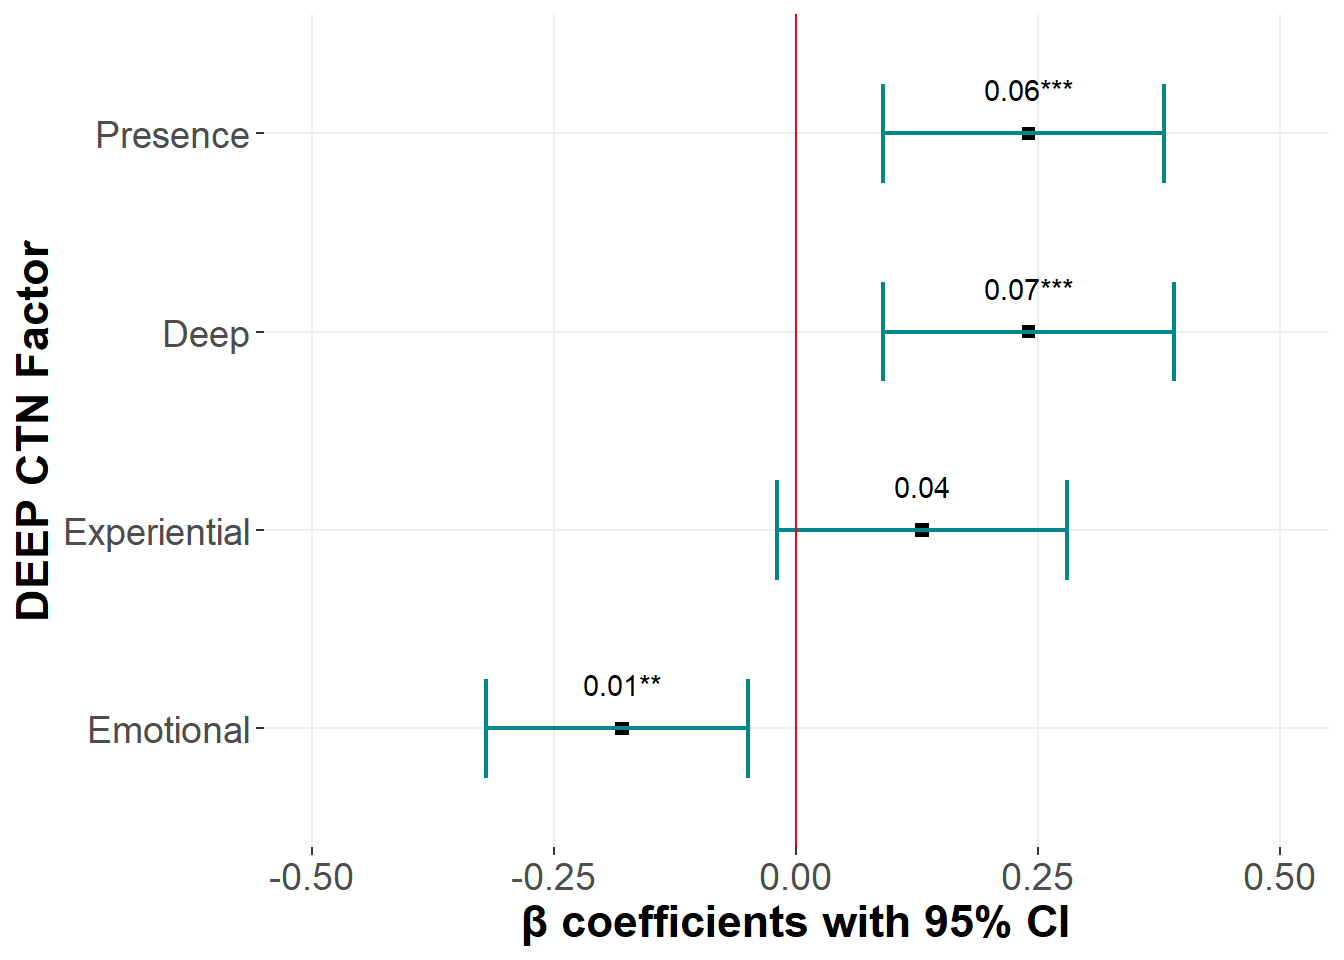 DEEP CTN Factor
Presence
0.06***
Deep
0.07***
Experiential
0.04
Emotional
0.01**
-0.50 -0.25 0.00 0.25 0.50
β coefficients with 95% CI